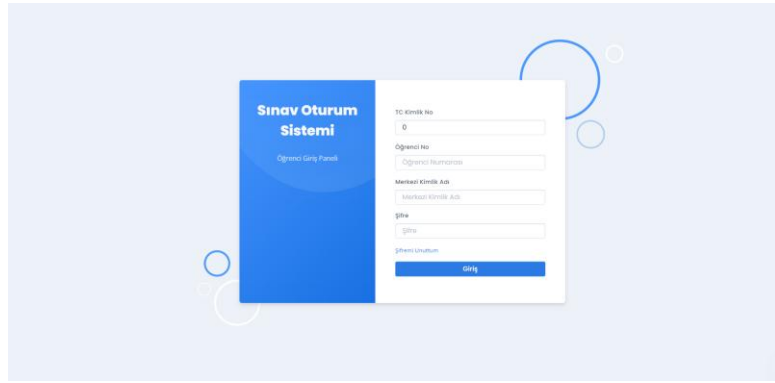 Sınav Oturum
Sistemi
Öğrenci Giriş Paneli
TC Kimlik No
0
Öğrenci No
Öğrenci Numarası
Merkezi Kimlik Adı
Merkezi Kimlik Adı
Şifre
Şifre
Şifremi Unuttum
Giriş